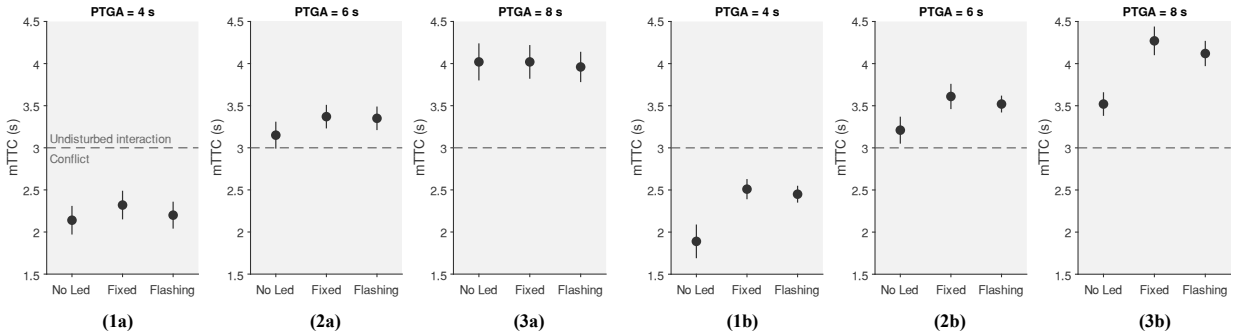 PTGA = 4 s
PTGA = 6 s
PTGA = 8 s
PTGA = 4 s
PTGA = 6 s
PTGA = 8 s
mTTC (s)
4.5
4
3.5
3
2.5
2
1.5
Undisturbed interaction
Conflict
No Led Fixed Flashing
mTTC (s)
4.5
4
3.5
3
2.5
2
1.5
No Led Fixed Flashing
mTTC (s)
4.5
4
3.5
3
2.5
2
1.5
No Led Fixed Flashing
mTTC (s)
4.5
4
3.5
3
2.5
2
1.5
No Led Fixed Flashing
mTTC (s)
4.5
4
3.5
3
2.5
2
1.5
No Led Fixed Flashing
mTTC (s)
4.5
4
3.5
3
2.5
2
1.5
No Led Fixed Flashing
(1a) (2a) (3a) (1b) (2b) (3b)